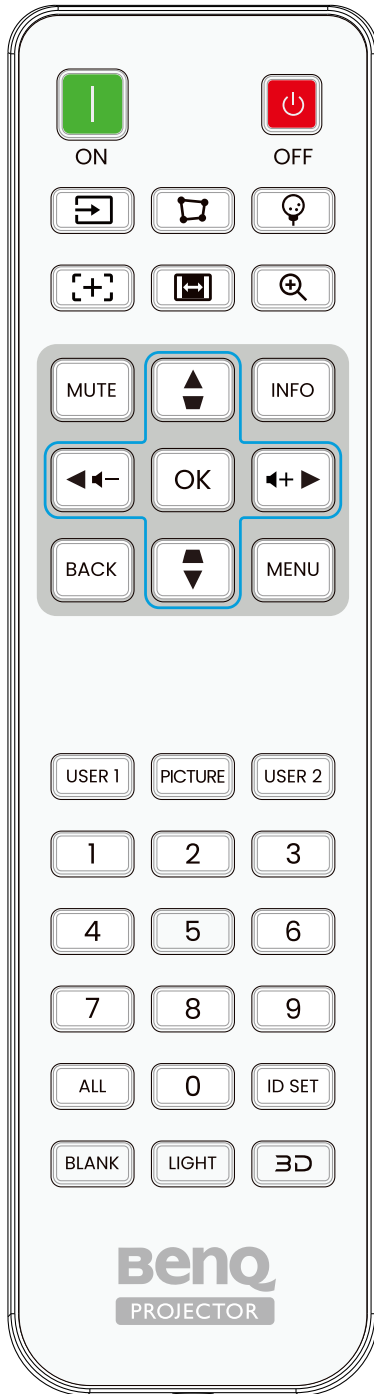 ON OFF
MUTE INFO
OK
BACK MENU
USER 1 PICTURE USER 2
1 2 3
4 5 6
7 8 9
ALL 0 ID SET
BLANK LIGHT 3D
BenQ
PROJECTOR